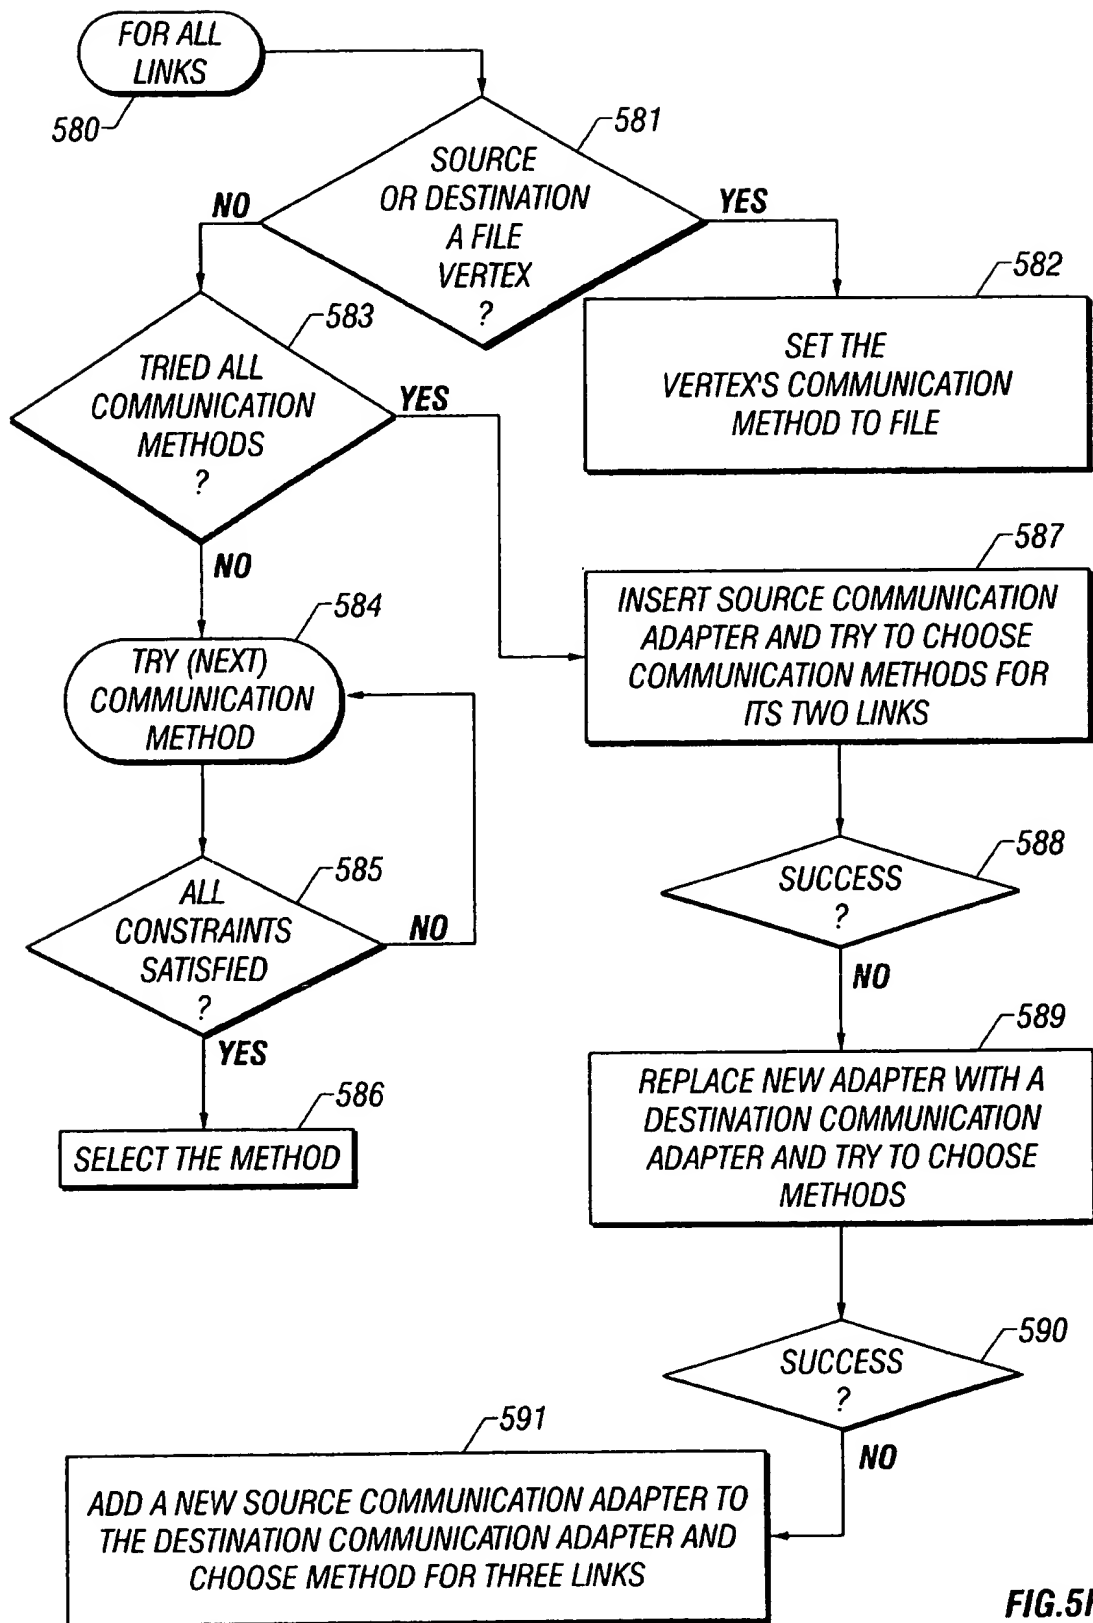 FOR ALL
LINKS
580
581
SOURCE
OR DESTINATION
A FILE
VERTEX
?
NO
YES
582
SET THE
VERTEX'S COMMUNICATION
METHOD TO FILE
583
TRIED ALL
COMMUNICATION
METHODS
?
YES
NO
584
TRY (NEXT)
COMMUNICATION
METHOD
585
ALL
CONSTRAINTS
SATISFIED
?
NO
YES
586
SELECT THE METHOD
587
INSERT SOURCE COMMUNICATION
ADAPTER AND TRY TO CHOOSE
COMMUNICATION METHODS FOR
ITS TWO LINKS
588
SUCCESS
?
NO
589
REPLACE NEW ADAPTER WITH A
DESTINATION COMMUNICATION
ADAPTER AND TRY TO CHOOSE
METHODS
590
SUCCESS
?
NO
591
ADD A NEW SOURCE COMMUNICATION ADAPTER TO
THE DESTINATION COMMUNICATION ADAPTER AND
CHOOSE METHOD FOR THREE LINKS